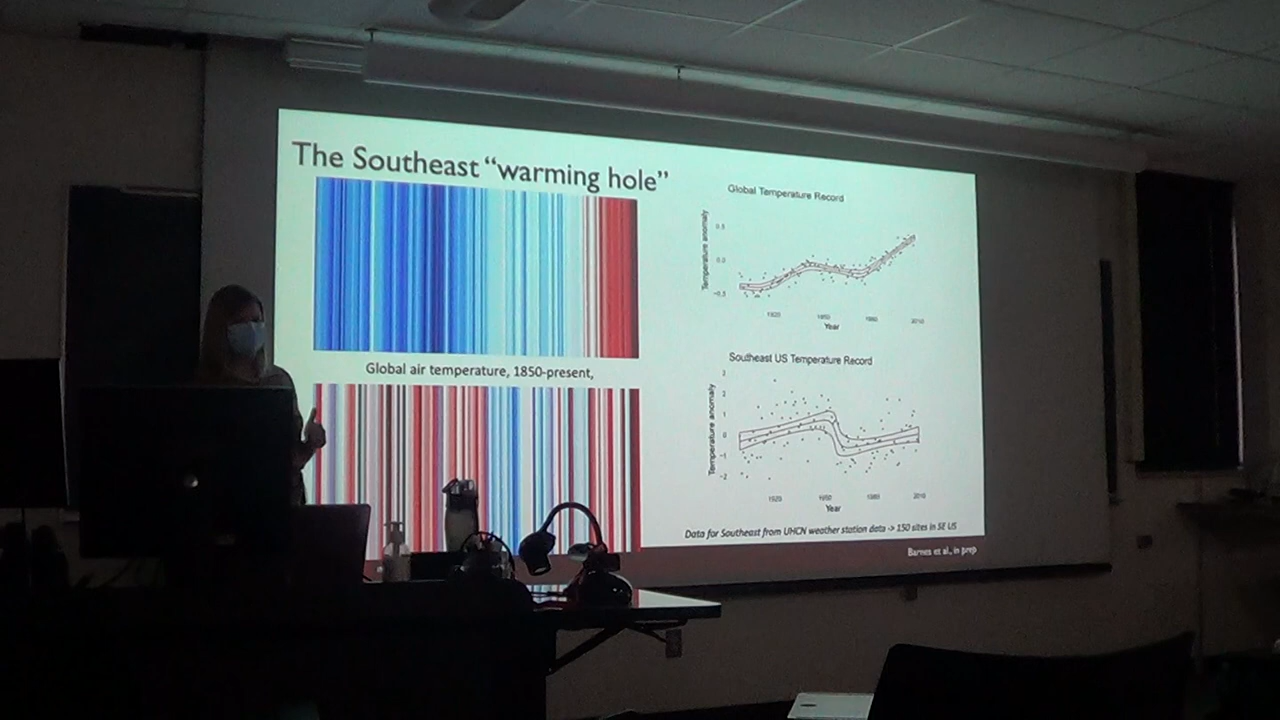 The Southeast “warming hole”
Global air temperature, 1850-present,
Global Temperature Record
Temperature anomaly
0.5
0.0
-0.5
1920
1950
1980
2010
Year
Southeast US Temperature Record
Temperature anomaly
2
1
0
-1
-2
1920
1950
1980
2010
Year
Data for Southeast from UHCN weather station data -> 150 sites in SE US
Barnes et al., in prep